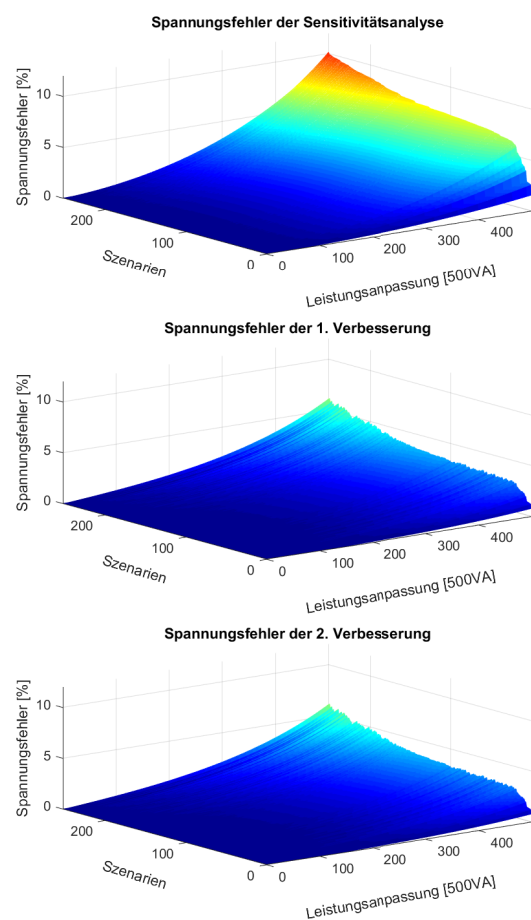 Spannungsfehler der Sensitivitätsanalyse
Spannungsfehler [%]
10
5
0
200
100
0
Szenarien
0
100
200
300
400
Leistungsanpassung [500VA]
Spannungsfehler der 1. Verbesserung
Spannungsfehler [%]
10
5
0
200
100
0
Szenarien
0
100
200
300
400
Leistungsanpassung [500VA]
Spannungsfehler der 2. Verbesserung
Spannungsfehler [%]
10
5
0
200
100
0
Szenarien
0
100
200
300
400
Leistungsanpassung [500VA]